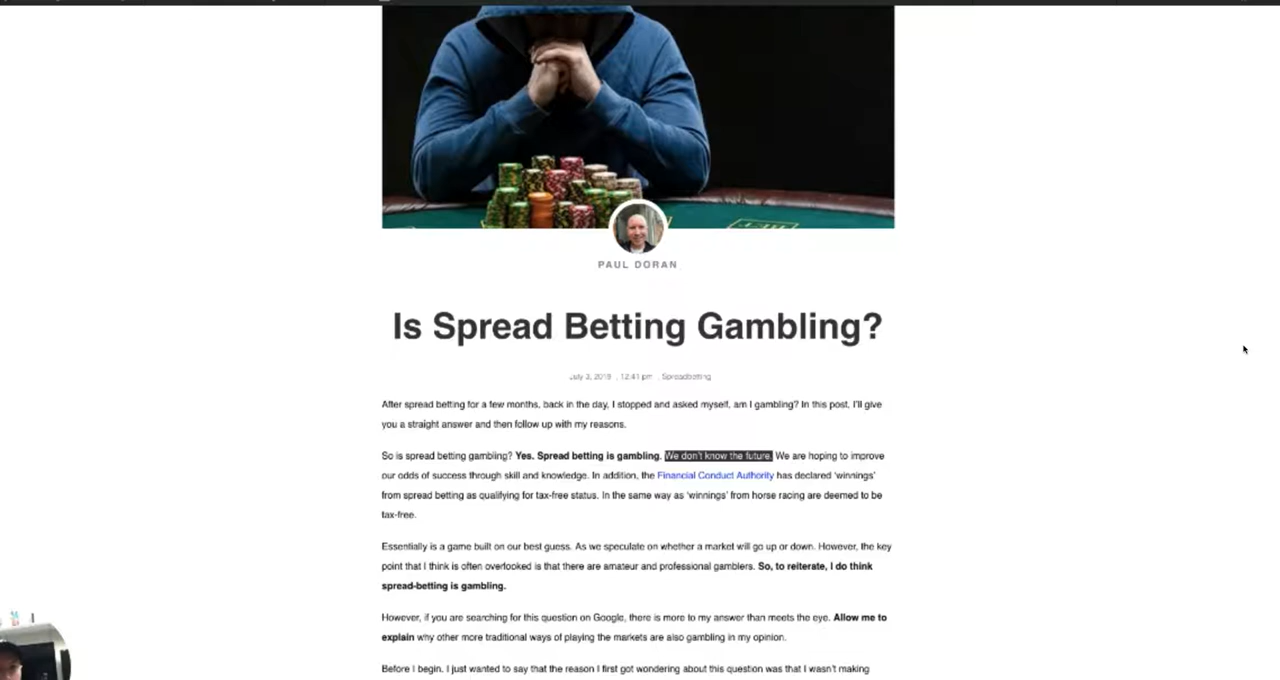 PAUL DORAN
Is Spread Betting Gambling?
July 2, 2019 , 12:41 pm , Spreadbetting
After spread betting for a few months, back in the day, I stopped and asked myself, am I gambling? In this post, I'll give
you a straight answer and then follow up with my reasons.
So is spread betting gambling? Yes. Spread betting is gambling. We don't know the future. We are hoping to improve
our odds of success through skill and knowledge. In addition, the Financial Conduct Authority has declared 'winnings'
from spread betting as qualifying for tax-free status. In the same way as 'winnings' from horse racing are deemed to be
tax-free.
Essentially is a game built on our best guess. As we speculate on whether a market will go up or down. However, the key
point that I think is often overlooked is that there are amateur and professional gamblers. So, to reiterate, I do think
spread-betting is gambling.
However, if you are searching for this question on Google, there is more to my answer than meets the eye. Allow me to
explain why other more traditional ways of playing the markets are also gambling in my opinion.
Before I begin. I just wanted to say that the reason I first got wondering about this question was that I wasn't making